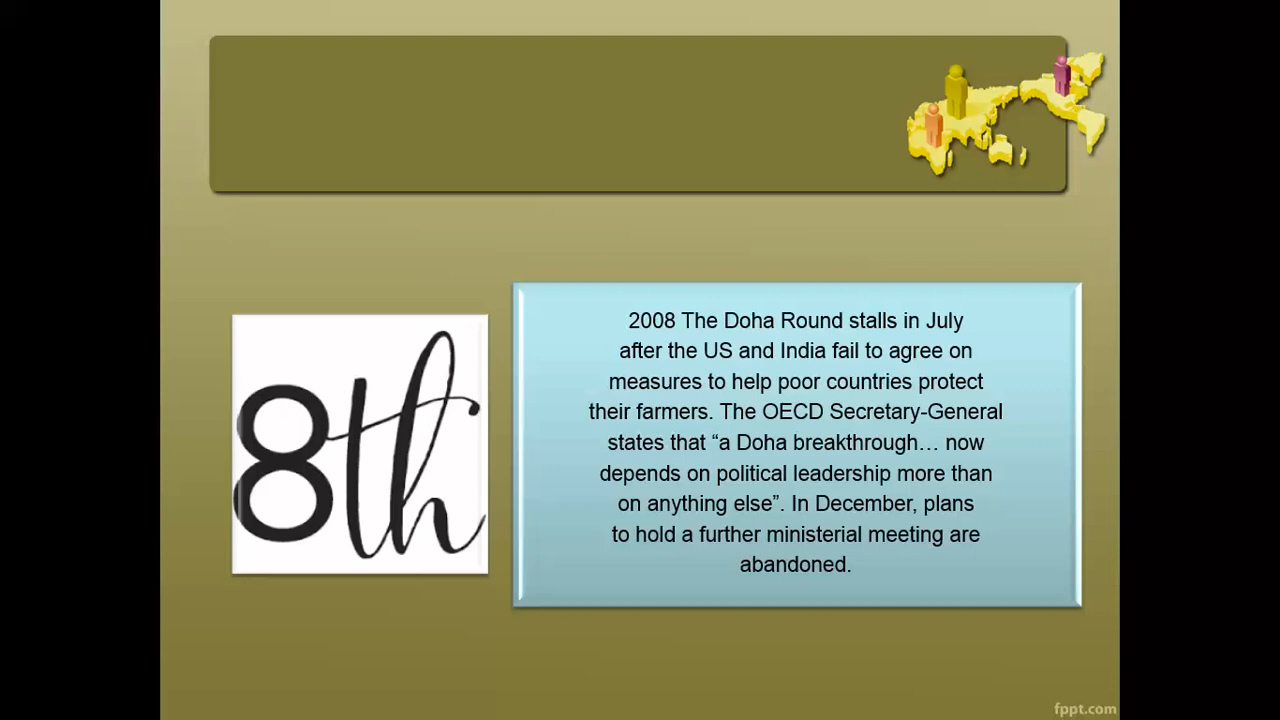 8th
2008 The Doha Round stalls in July
after the US and India fail to agree on
measures to help poor countries protect
their farmers. The OECD Secretary-General
states that “a Doha breakthrough… now
depends on political leadership more than
on anything else”. In December, plans
to hold a further ministerial meeting are
abandoned.
fppt.com